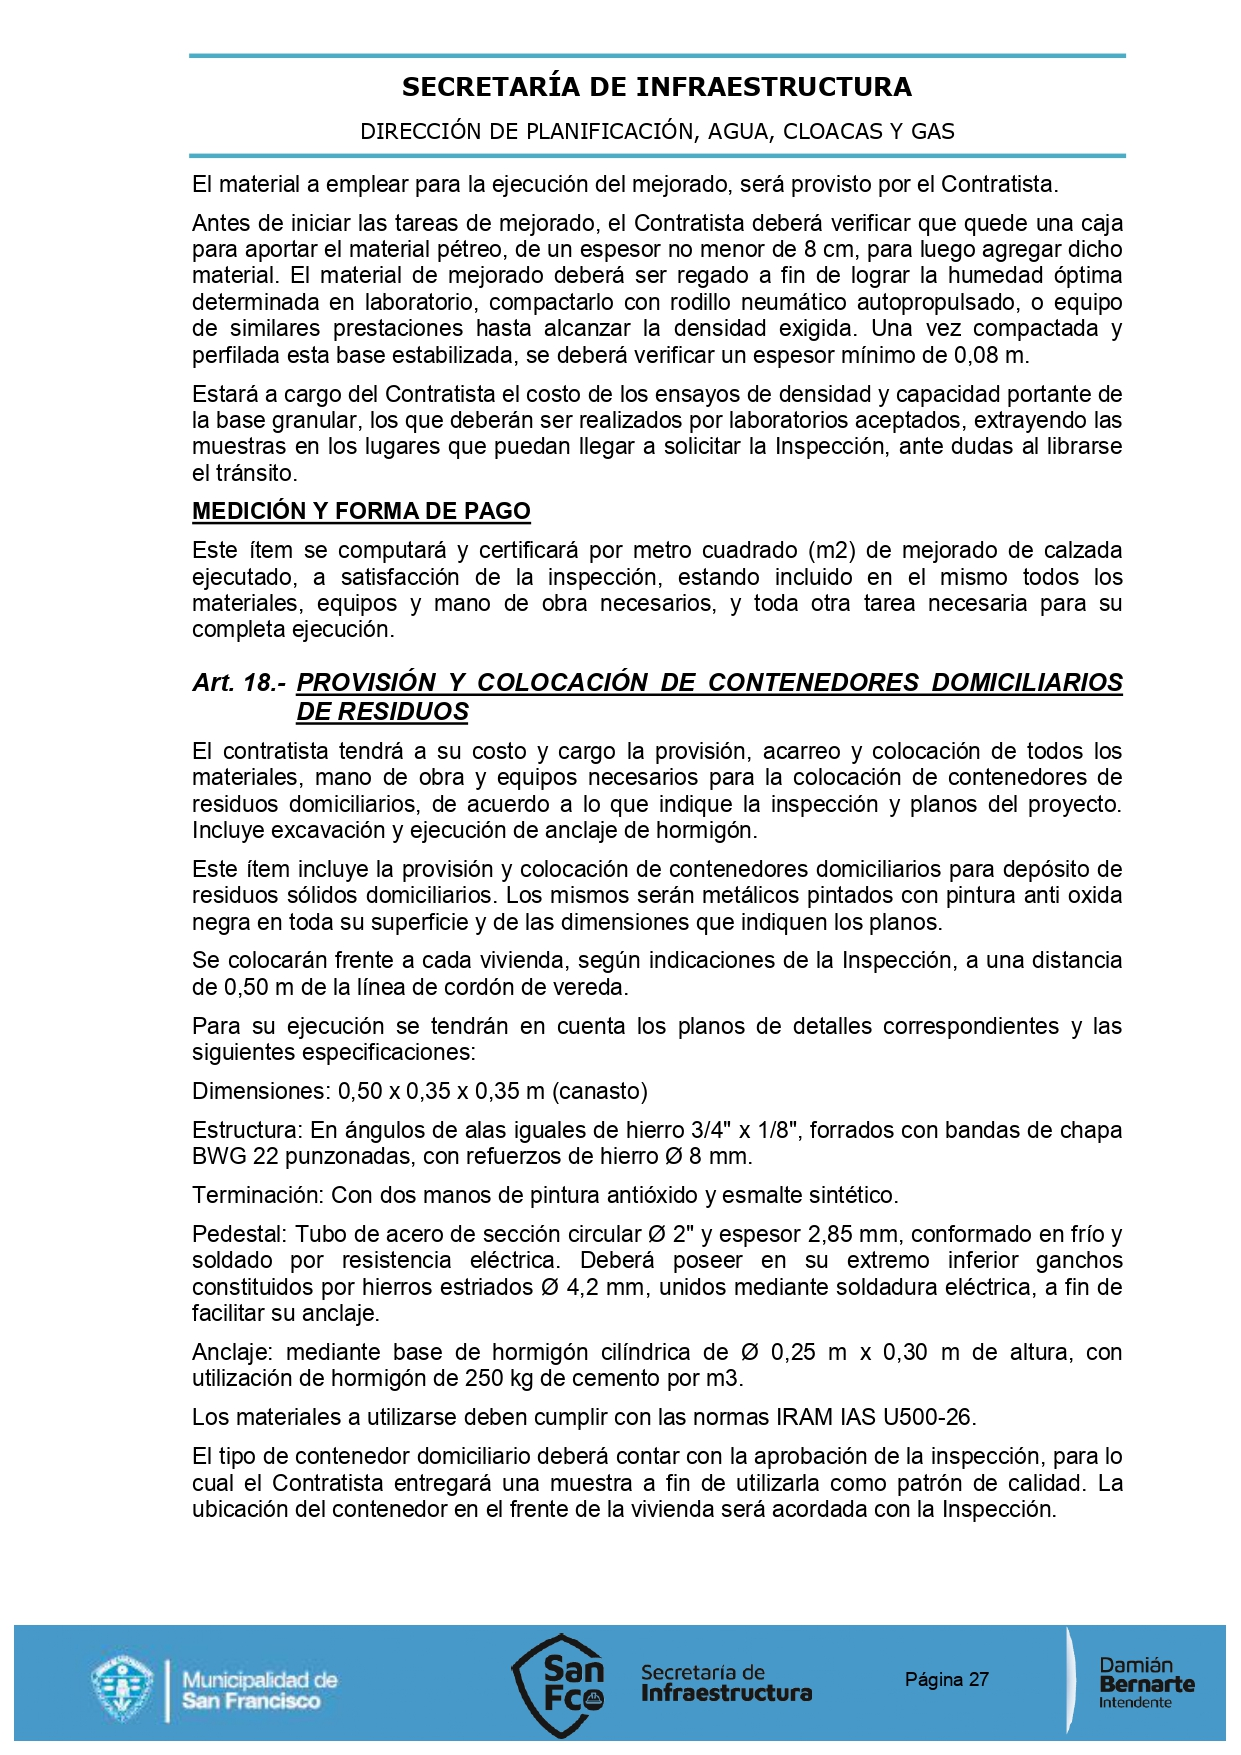 SECRETARÍA DE INFRAESTRUCTURA
DIRECCIÓN DE PLANIFICACIÓN, AGUA, CLOACAS Y GAS
El material a emplear para la ejecución del mejorado, será provisto por el Contratista.
Antes de iniciar las tareas de mejorado, el Contratista deberá verificar que quede una caja
para aportar el material pétreo, de un espesor no menor de 8 cm, para luego agregar dicho
material. El material de mejorado deberá ser regado a fin de lograr la humedad óptima
determinada en laboratorio, compactarlo con rodillo neumático autopropulsado, o equipo
de similares prestaciones hasta alcanzar la densidad exigida. Una vez compactada y
perfilada esta base estabilizada, se deberá verificar un espesor mínimo de 0,08 m.
Estará a cargo del Contratista el costo de los ensayos de densidad y capacidad portante de
la base granular, los que deberán ser realizados por laboratorios aceptados, extrayendo las
muestras en los lugares que puedan llegar a solicitar la Inspección, ante dudas al librarse
el tránsito.
MEDICIÓN Y FORMA DE PAGO
Este ítem se computará y certificará por metro cuadrado (m2) de mejorado de calzada
ejecutado, a satisfacción de la inspección, estando incluido en el mismo todos los
materiales, equipos y mano de obra necesarios, y toda otra tarea necesaria para su
completa ejecución.
Art. 18.- PROVISIÓN Y COLOCACIÓN DE CONTENEDORES DOMICILIARIOS
DE RESIDUOS
El contratista tendrá a su costo y cargo la provisión, acarreo y colocación de todos los
materiales, mano de obra y equipos necesarios para la colocación de contenedores de
residuos domiciliarios, de acuerdo a lo que indique la inspección y planos del proyecto.
Incluye excavación y ejecución de anclaje de hormigón.
Este ítem incluye la provisión y colocación de contenedores domiciliarios para depósito de
residuos sólidos domiciliarios. Los mismos serán metálicos pintados con pintura anti oxida
negra en toda su superficie y de las dimensiones que indiquen los planos.
Se colocarán frente a cada vivienda, según indicaciones de la Inspección, a una distancia
de 0,50 m de la línea de cordón de vereda.
Para su ejecución se tendrán en cuenta los planos de detalles correspondientes y las
siguientes especificaciones:
Dimensiones: 0,50 x 0,35 x 0,35 m (canasto)
Estructura: En ángulos de alas iguales de hierro 3/4" x 1/8", forrados con bandas de chapa
BWG 22 punzonadas, con refuerzos de hierro Ø 8 mm.
Terminación: Con dos manos de pintura antióxido y esmalte sintético.
Pedestal: Tubo de acero de sección circular Ø 2" y espesor 2,85 mm, conformado en frío y
soldado por resistencia eléctrica. Deberá poseer en su extremo inferior ganchos
constituidos por hierros estriados Ø 4,2 mm, unidos mediante soldadura eléctrica, a fin de
facilitar su anclaje.
Anclaje: mediante base de hormigón cilíndrica de Ø 0,25 m x 0,30 m de altura, con
utilización de hormigón de 250 kg de cemento por m3.
Los materiales a utilizarse deben cumplir con las normas IRAM IAS U500-26.
El tipo de contenedor domiciliario deberá contar con la aprobación de la inspección, para lo
cual el Contratista entregará una muestra a fin de utilizarla como patrón de calidad. La
ubicación del contenedor en el frente de la vivienda será acordada con la Inspección.
Municipalidad de
San Francisco
San
Fco
Secretaría de
Infraestructura
Página 27
Damián
Bernarte
Intendente